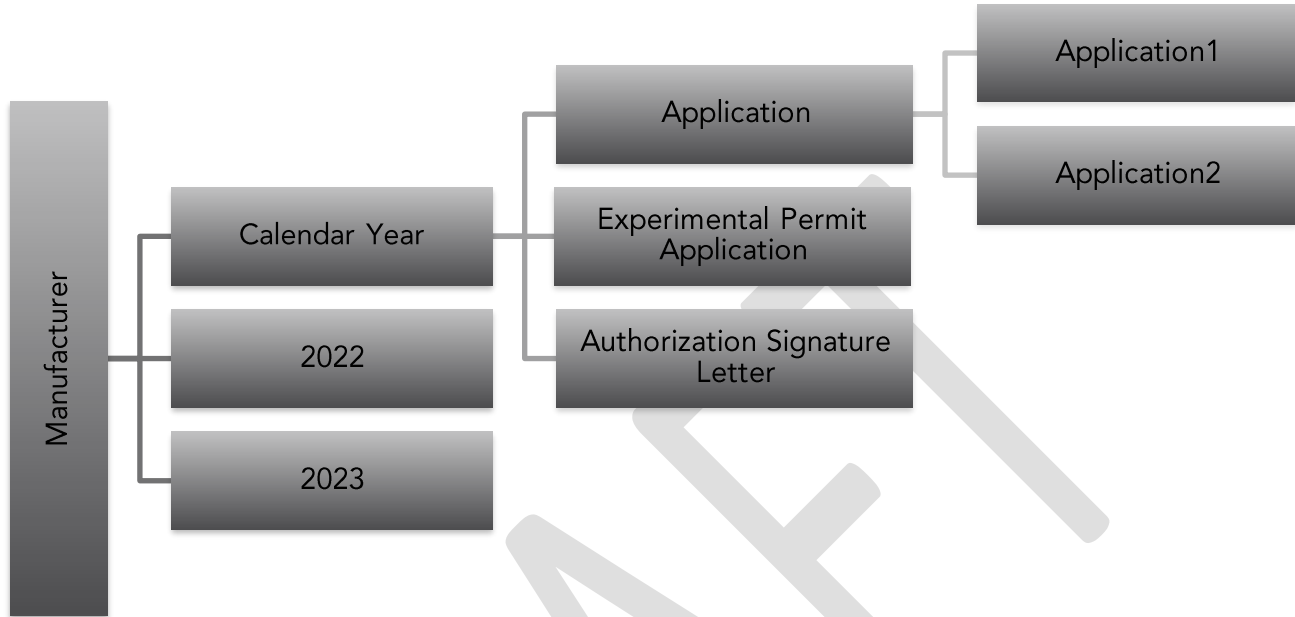 Manufacturer
Calendar Year
2022
2023
Application
Experimental Permit
Application
Authorization Signature
Letter
Application1
Application2